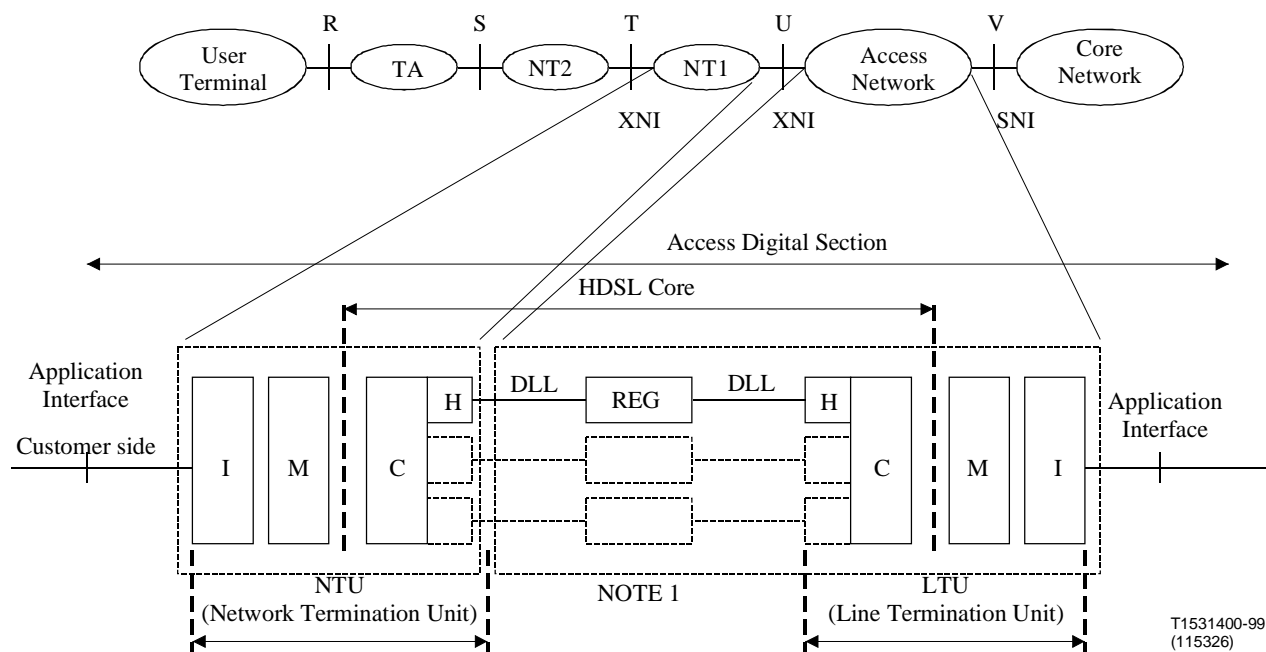 R S T U V
User
Terminal
TA
NT2
NT1
Access
Network
Core
Network
XNI XNI SNI
Access Digital Section
HDSL Core
Application
Interface
Customer side
I M C H DLL REG DLL H C M I
Application
Interface
NTU
(Network Termination Unit)
NOTE 1
LTU
(Line Termination Unit)
T1531400-99
(115326)